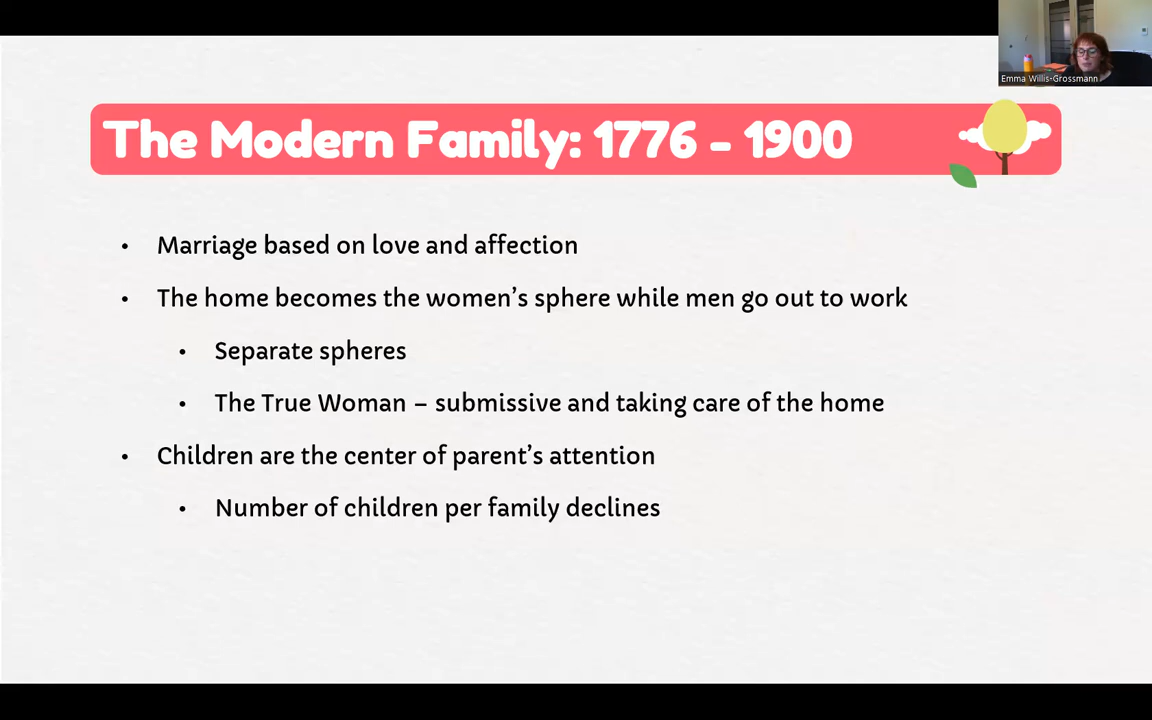 Emma Willis-Grossmann
The Modern Family: 1776 – 1900
• Marriage based on love and affection
• The home becomes the women’s sphere while men go out to work
• Separate spheres
• The True Woman – submissive and taking care of the home
• Children are the center of parent’s attention
• Number of children per family declines